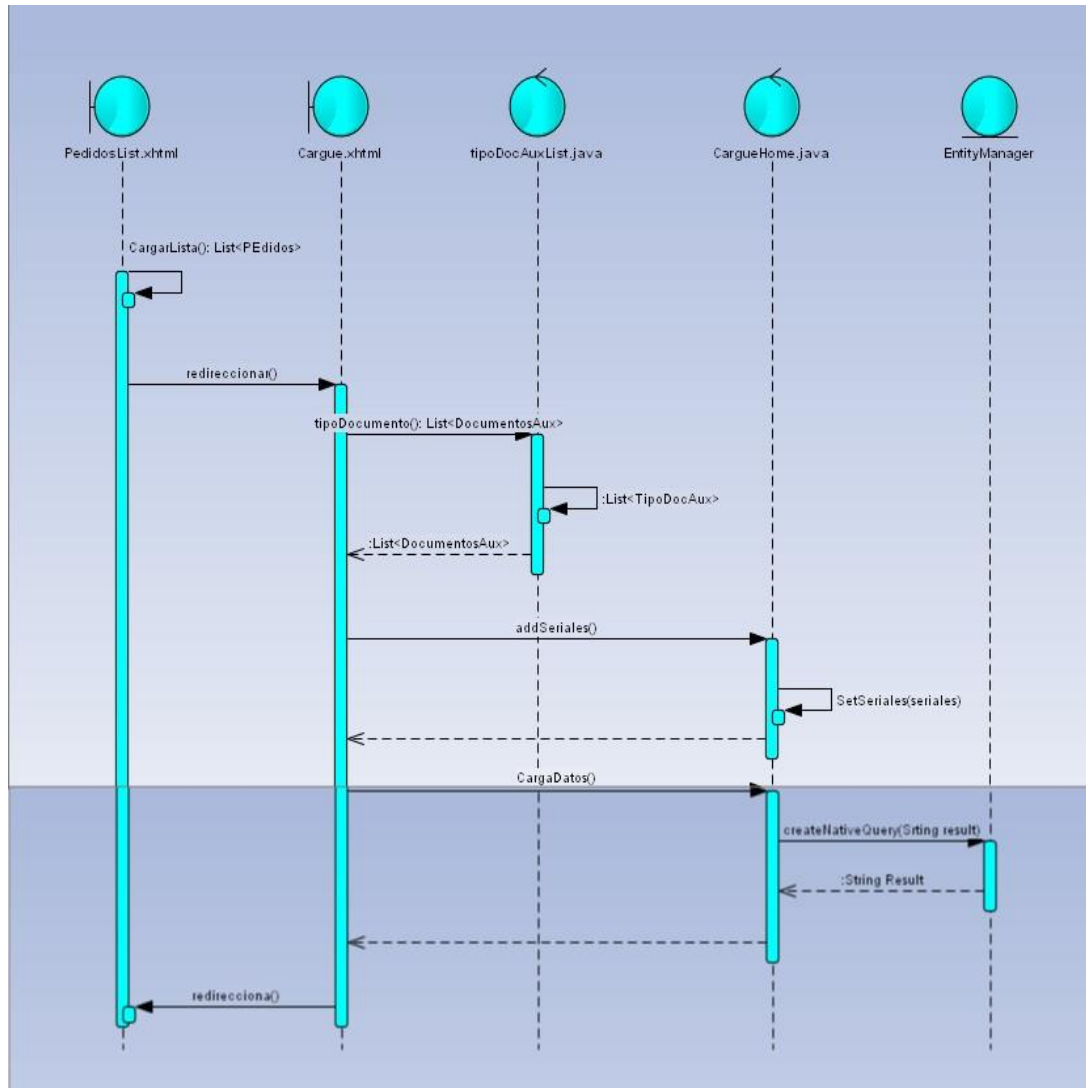 PedidosList.xhtml
Cargue.xhtml
tipoDocAuxList.java
CargueHome.java
EntityManager
CargarLista(): List<PEdidos>
redireccionar()
tipoDocumento(): List<DocumentosAux>
:List<TipoDocAux>
:List<DocumentosAux>
addSeriales()
SetSeriales(seriales)
CargaDatos()
createNativeQuery(Srting result)
:String Result
redirecciona()